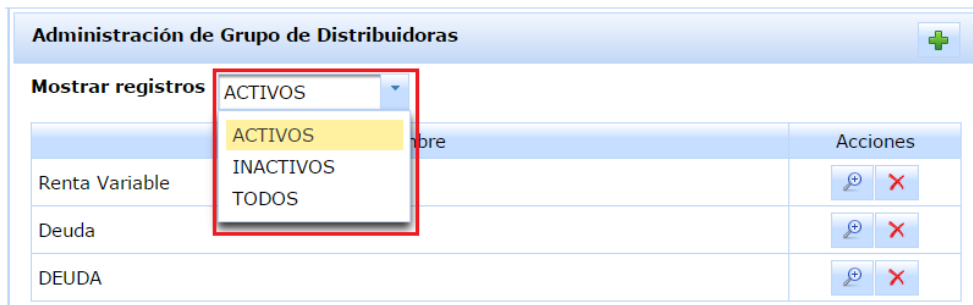 Administración de Grupo de Distribuidoras
Mostrar registros ACTIVOS
ACTIVOS
INACTIVOS
TODOS
Acciones
Renta Variable
Deuda
DEUDA